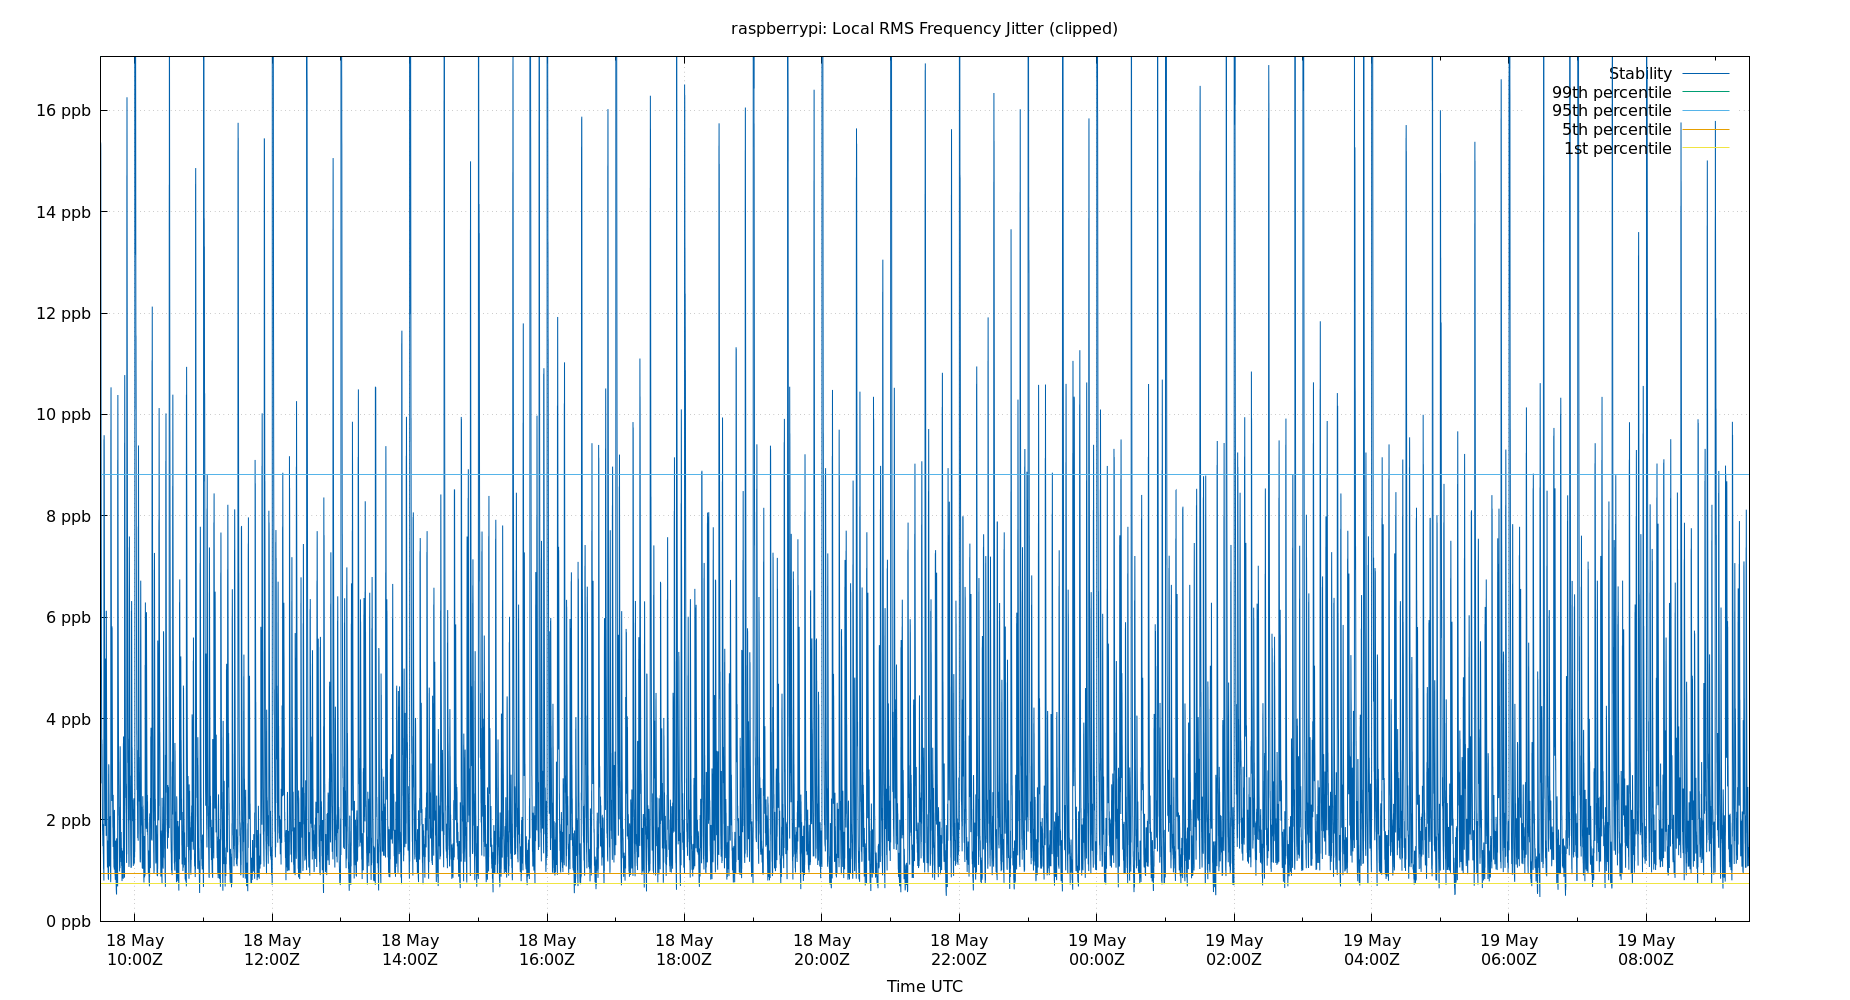 raspberrypi: Local RMS Frequency Jitter (clipped)
Stability
99th percentile
95th percentile
5th percentile
1st percentile
16 ppb
14 ppb
12 ppb
10 ppb
8 ppb
6 ppb
4 ppb
2 ppb
0 ppb
18 May 18 May 18 May 18 May 18 May 18 May 18 May 19 May 19 May 19 May 19 May 19 May
10:00Z 12:00Z 14:00Z 16:00Z 18:00Z 20:00Z 22:00Z 00:00Z 02:00Z 04:00Z 06:00Z 08:00Z
Time UTC